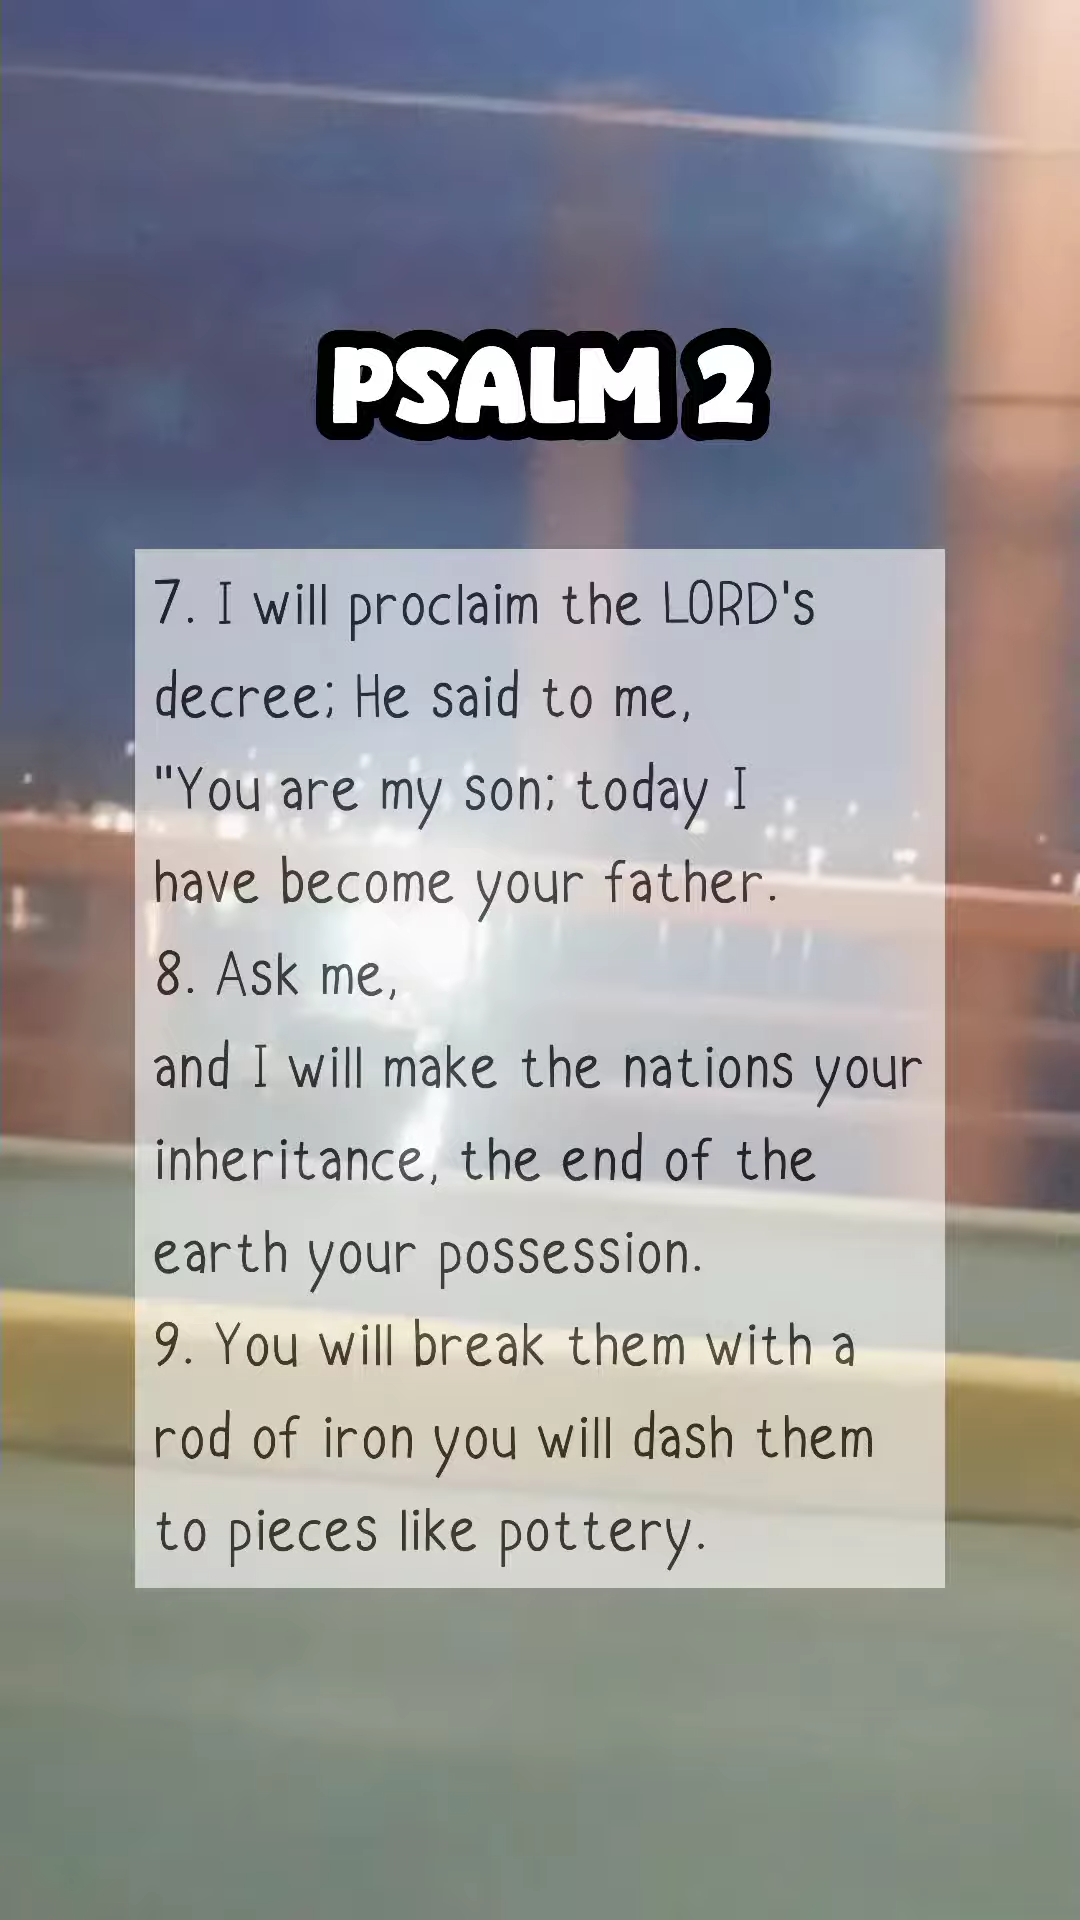 PSALM 2
7. I will proclaim the LORD's
decree; He said to me,
"You are my son; today I
have become your father.
8. Ask me,
and I will make the nations your
inheritance, the end of the
earth your possession.
9. You will break them with a
rod of iron you will dash them
to pieces like pottery.